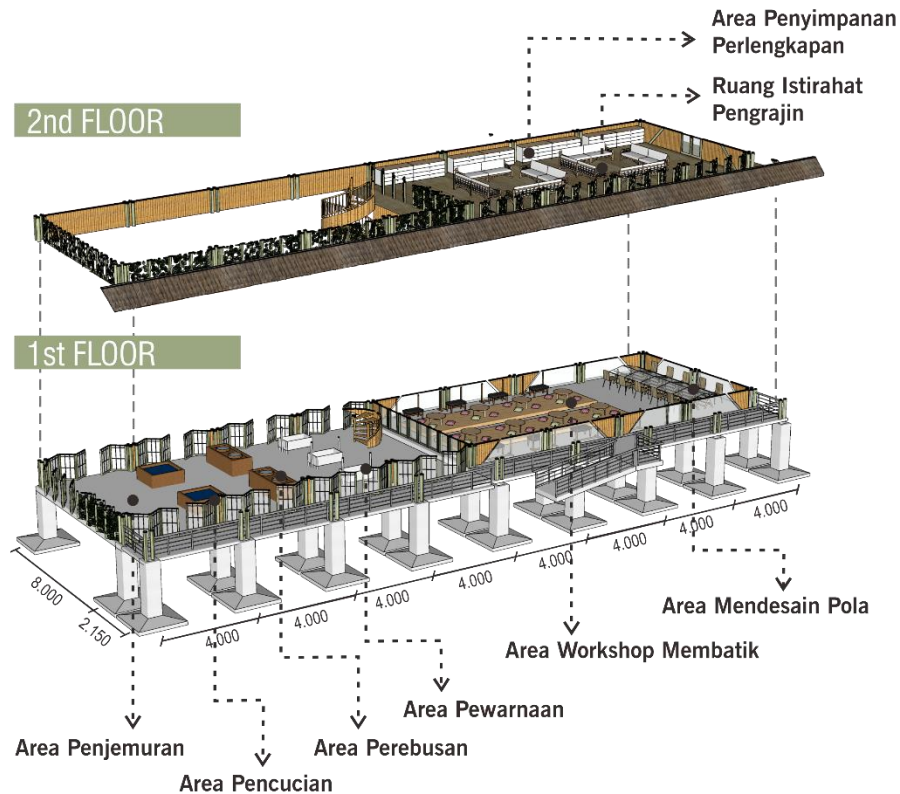 Area Penyimpanan
Perlengkapan
Ruang Istirahat
Pengrajin
2nd FLOOR
1st FLOOR
8.000
2.150
4.000
4.000
4.000
4.000
4.000
4.000
4.000
4.000
Area Mendesain Pola
Area Workshop Membatik
Area Pewarnaan
Area Penjemuran
Area Perebusan
Area Pencucian